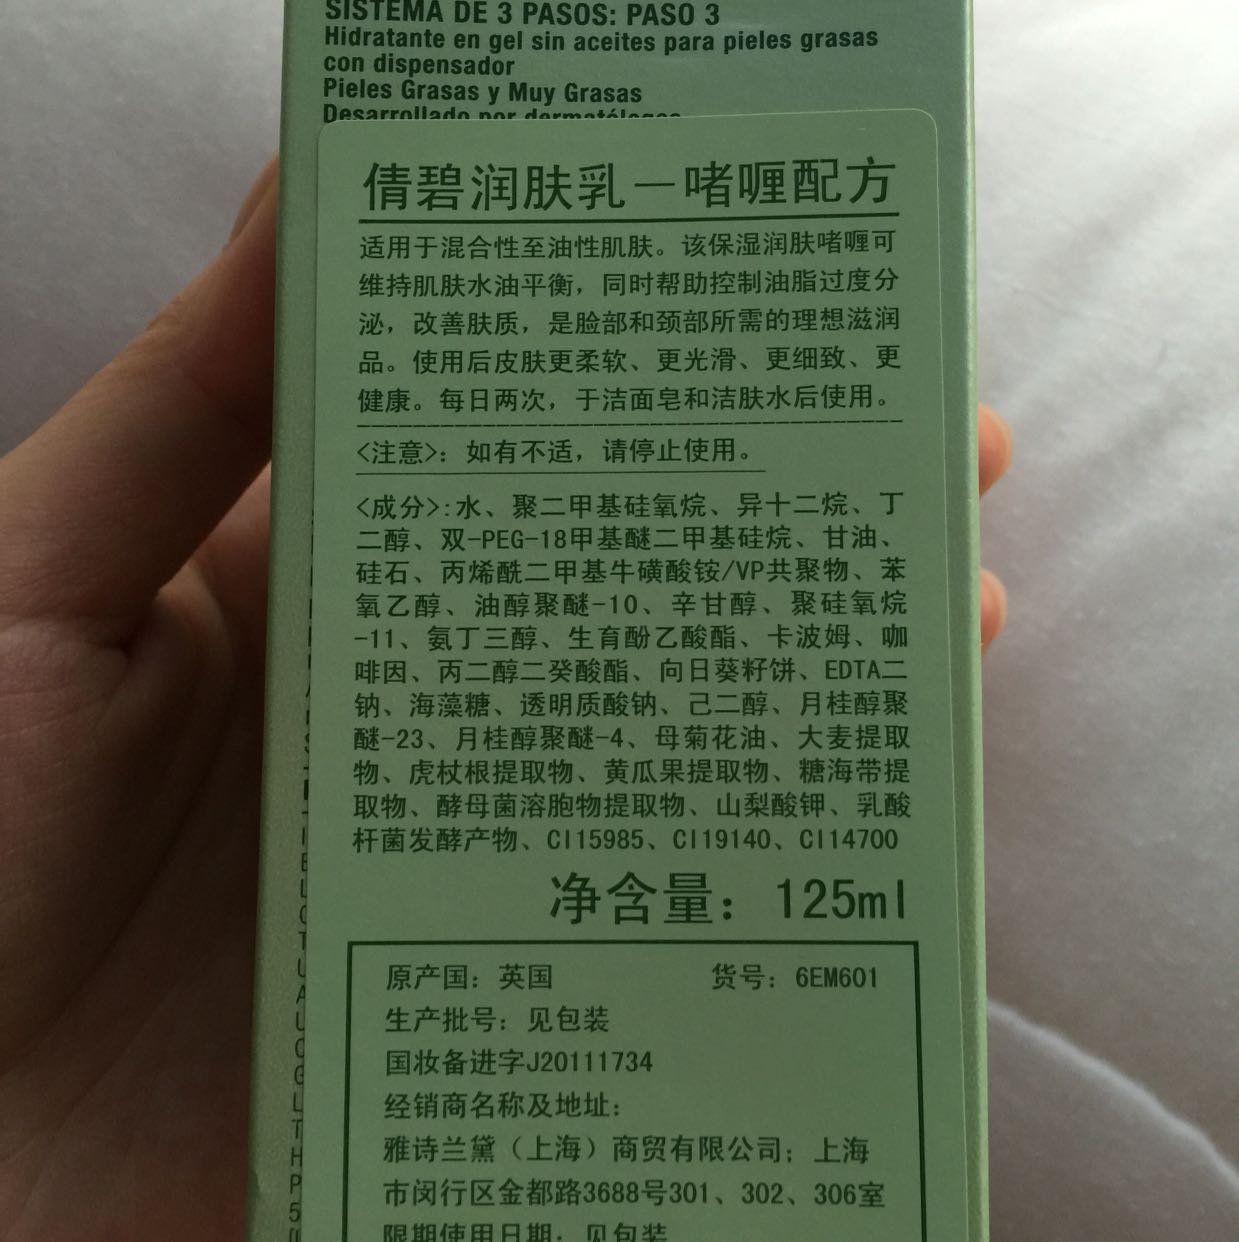 SISTEMA DE 3 PASOS: PASO 3
Hidratante en gel sin aceites para pieles grasas
con dispensador
Pieles Grasas y Muy Grasas
Desarrollado por dermatólogos
倩碧润肤乳—啫喱配方
适用于混合性至油性肌肤。该保湿润肤啫喱可
维持肌肤水油平衡，同时帮助控制油脂过度分
泌，改善肤质，是脸部和颈部所需的理想滋润
品。使用后皮肤更柔软、更光滑、更细致、更
健康。每日两次，于洁面皂和洁肤水后使用。
<注意>：如有不适，请停止使用。
<成分>:水、聚二甲基硅氧烷、异十二烷、丁
二醇、双-PEG-18甲基醚二甲基硅烷、甘油、
硅石、丙烯酰二甲基牛磺酸铵/VP共聚物、苯
氧乙醇、油醇聚醚-10、辛甘醇、聚硅氧烷
-11、氨丁三醇、生育酚乙酸酯、卡波姆、咖
啡因、丙二醇二癸酸酯、向日葵籽饼、EDTA二
钠、海藻糖、透明质酸钠、己二醇、月桂醇聚
醚-23、月桂醇聚醚-4、母菊花油、大麦提取
物、虎杖根提取物、黄瓜果提取物、糖海带提
取物、酵母菌溶胞物提取物、山梨酸钾、乳酸
杆菌发酵产物、CI15985、CI19140、CI14700
净含量：125ml
原产国：英国 货号：6EM601
生产批号：见包装
国妆备进字J20111734
经销商名称及地址：
雅诗兰黛（上海）商贸有限公司；上海
市闵行区金都路3688号301、302、306室
限期使用日期：见包装